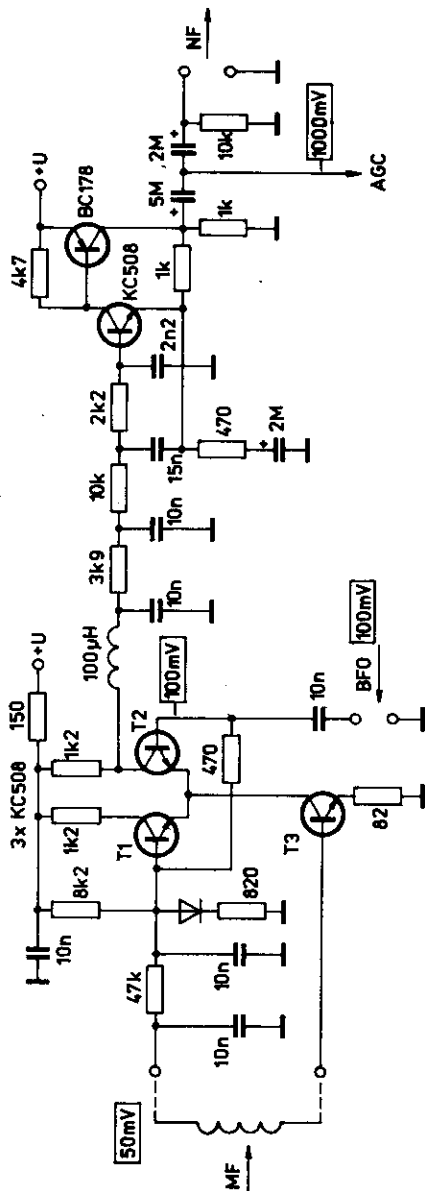 MF
50mV
10n
47k
10n
10n
8k2
820
3x KC508
150
+U
1k2
1k2
T1
T2
T3
82
470
100mV
10n
BFO
100mV
100µH
3k9
10n
10n
10k
15n
2k2
2n2
470
+
2M
4k7
+U
KC508
BC178
1k
1k
5M
+
2M
+
10k
1000mV
AGC
NF